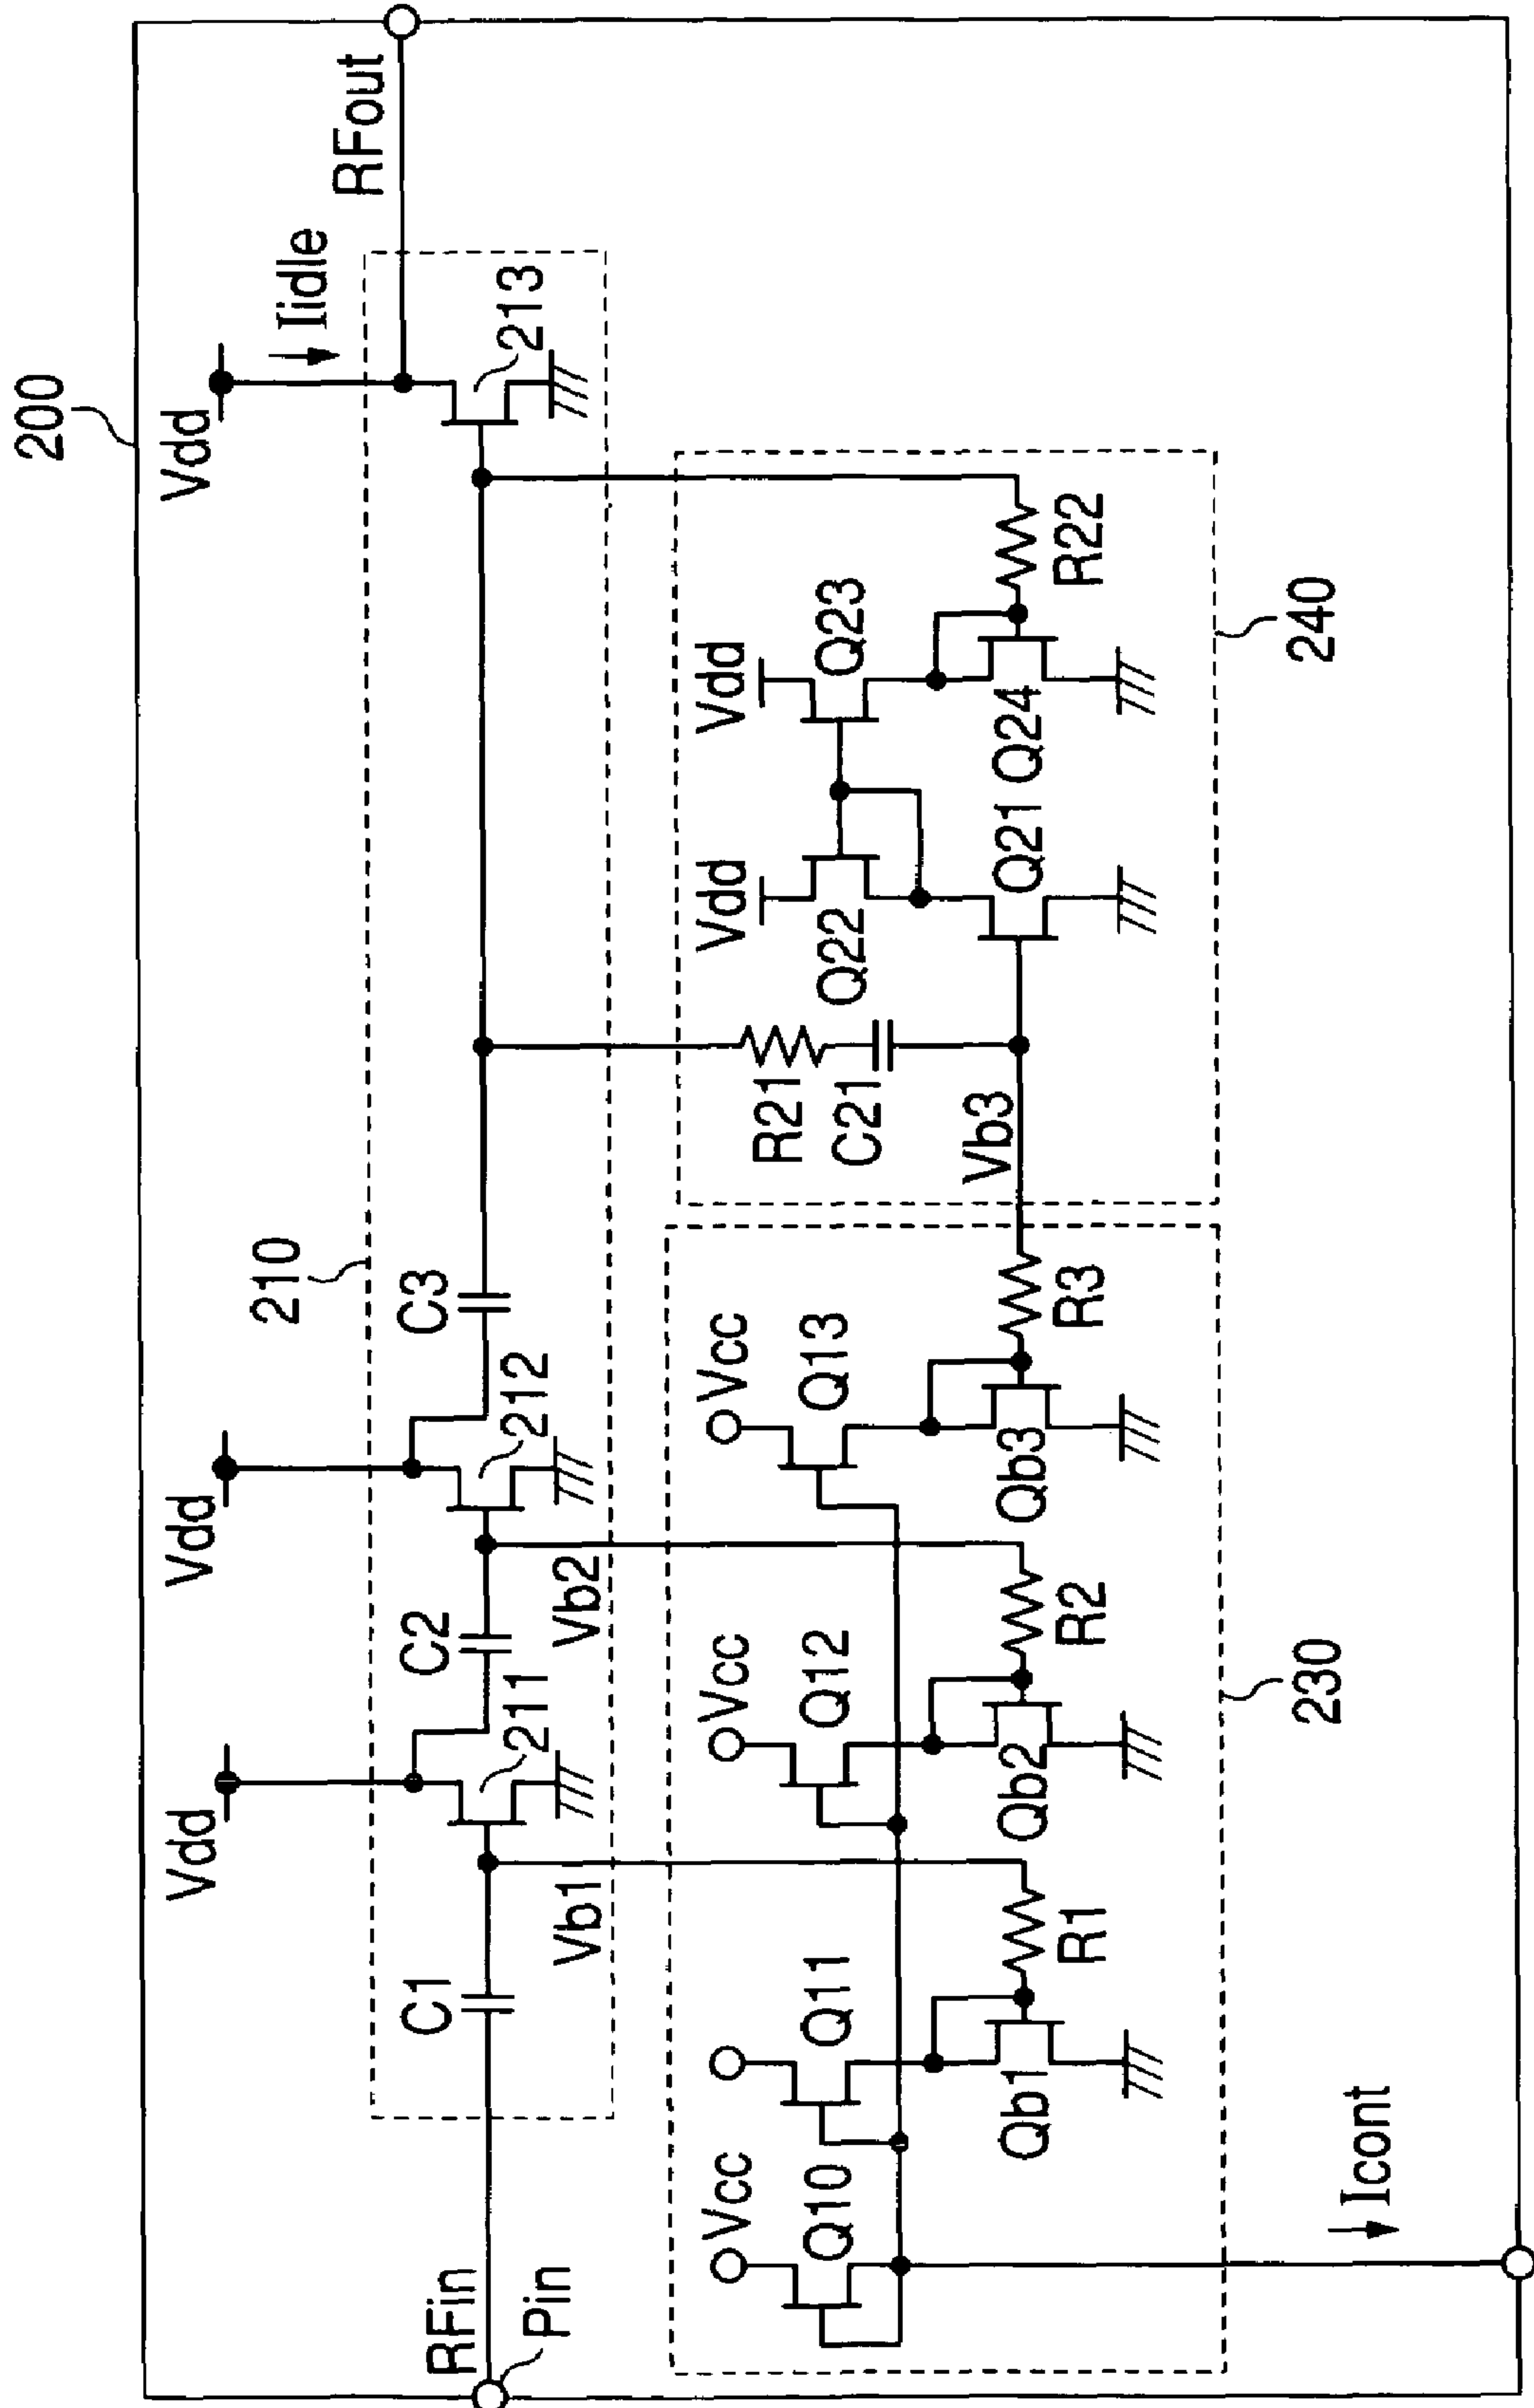 200
Vdd
Vdd
Vdd
Iidle
RFout
210
C1
C2
C3
211
212
213
RFin
Pin
Vb1
Vb2
Vcc
Vcc
Vcc
Q10
Q11
Q12
Q13
Qb1
Qb2
Qb3
R1
R2
R3
Vb3
R21
C21
Vdd
Vdd
Q22
Q23
Q21
Q24
R22
230
240
Icont